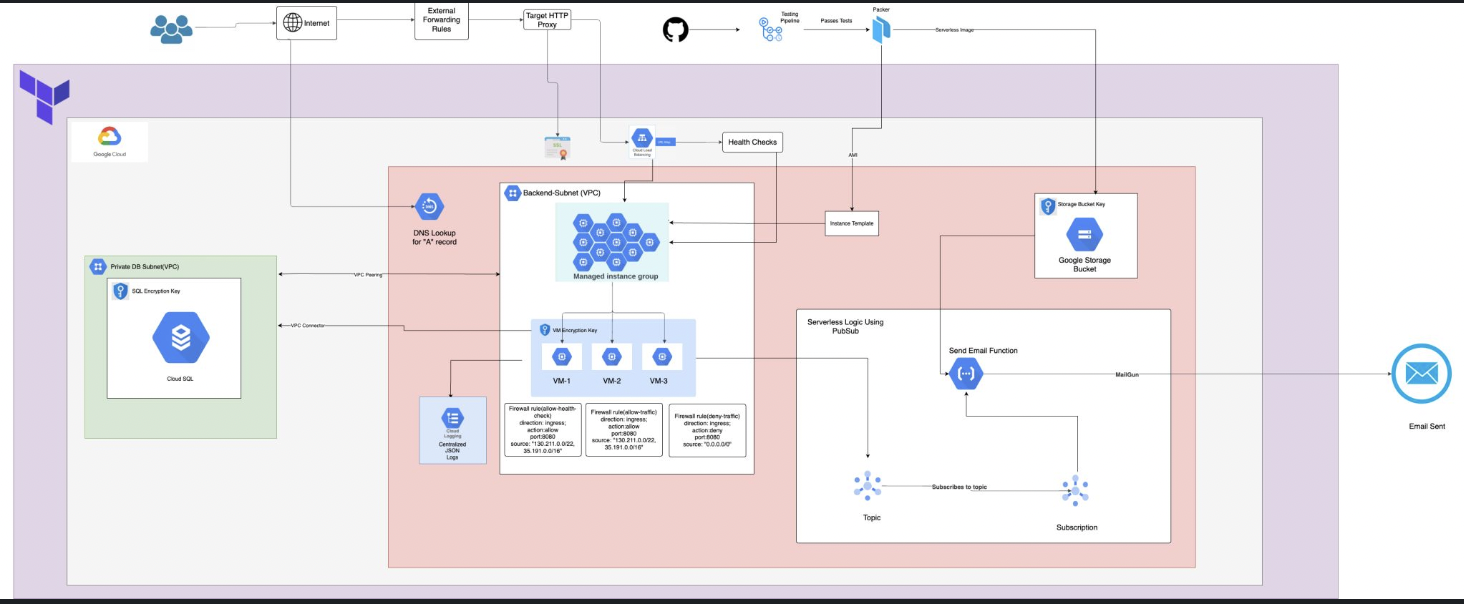 Internet
External
Forwarding
Rules
Target HTTP
Proxy
Testing
Pipeline
Passes Tests
Packer
Serverless Image
Google Cloud
SSL
Cloud Load
Balancing
Health Checks
AMI
DNS Lookup
for "A" record
Backend-Subnet (VPC)
Managed instance group
Instance Template
Storage Bucket Key
Google Storage
Bucket
Private DB Subnet(VPC)
SQL Encryption Key
Cloud SQL
VPC Peering
VPC Connector
VM Encryption Key
VM-1
VM-2
VM-3
Cloud
Logging
Centralized
JSON
Logs
Firewall rule(allow-health-
check)
direction: ingress;
action:allow
port:8080
source: "130.211.0.0/22,
35.191.0.0/16"
Firewall rule(allow-traffic)
direction: ingress;
action:allow
port:8080
source: "130.211.0.0/22,
35.191.0.0/16"
Firewall rule(deny-traffic)
direction: ingress;
action:deny
port:8080
source: "0.0.0.0/0"
Serverless Logic Using
PubSub
Send Email Function
MailGun
Subscribes to topic
Topic
Subscription
Email Sent